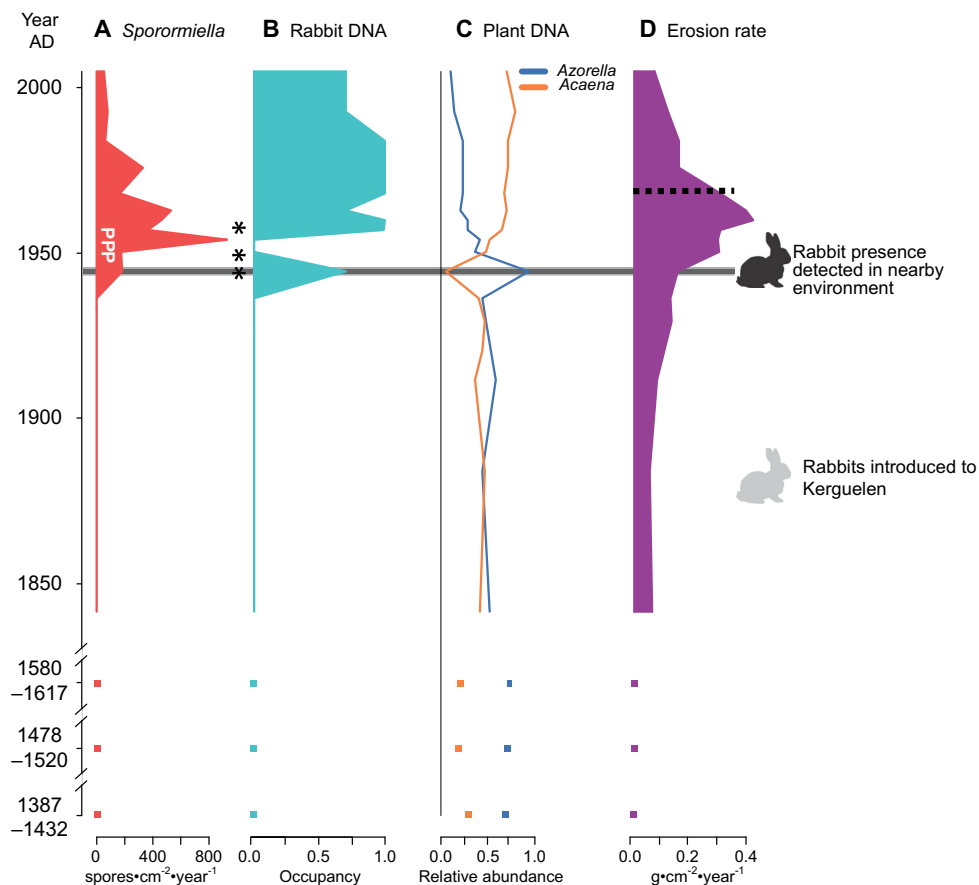 Year
AD
A Sporormiella
B Rabbit DNA
C Plant DNA
D Erosion rate
Azorella
Acaena
2000
1950
1900
1850
1580
–1617
1478
–1520
1387
–1432
PPP
*
*
*
Rabbit presence
detected in nearby
environment
Rabbits introduced to
Kerguelen
0 400 800
spores•cm-2•year-1
0.0 0.5 1.0
Occupancy
0.0 0.5 1.0
Relative abundance
0.0 0.2 0.4
g•cm-2•year-1